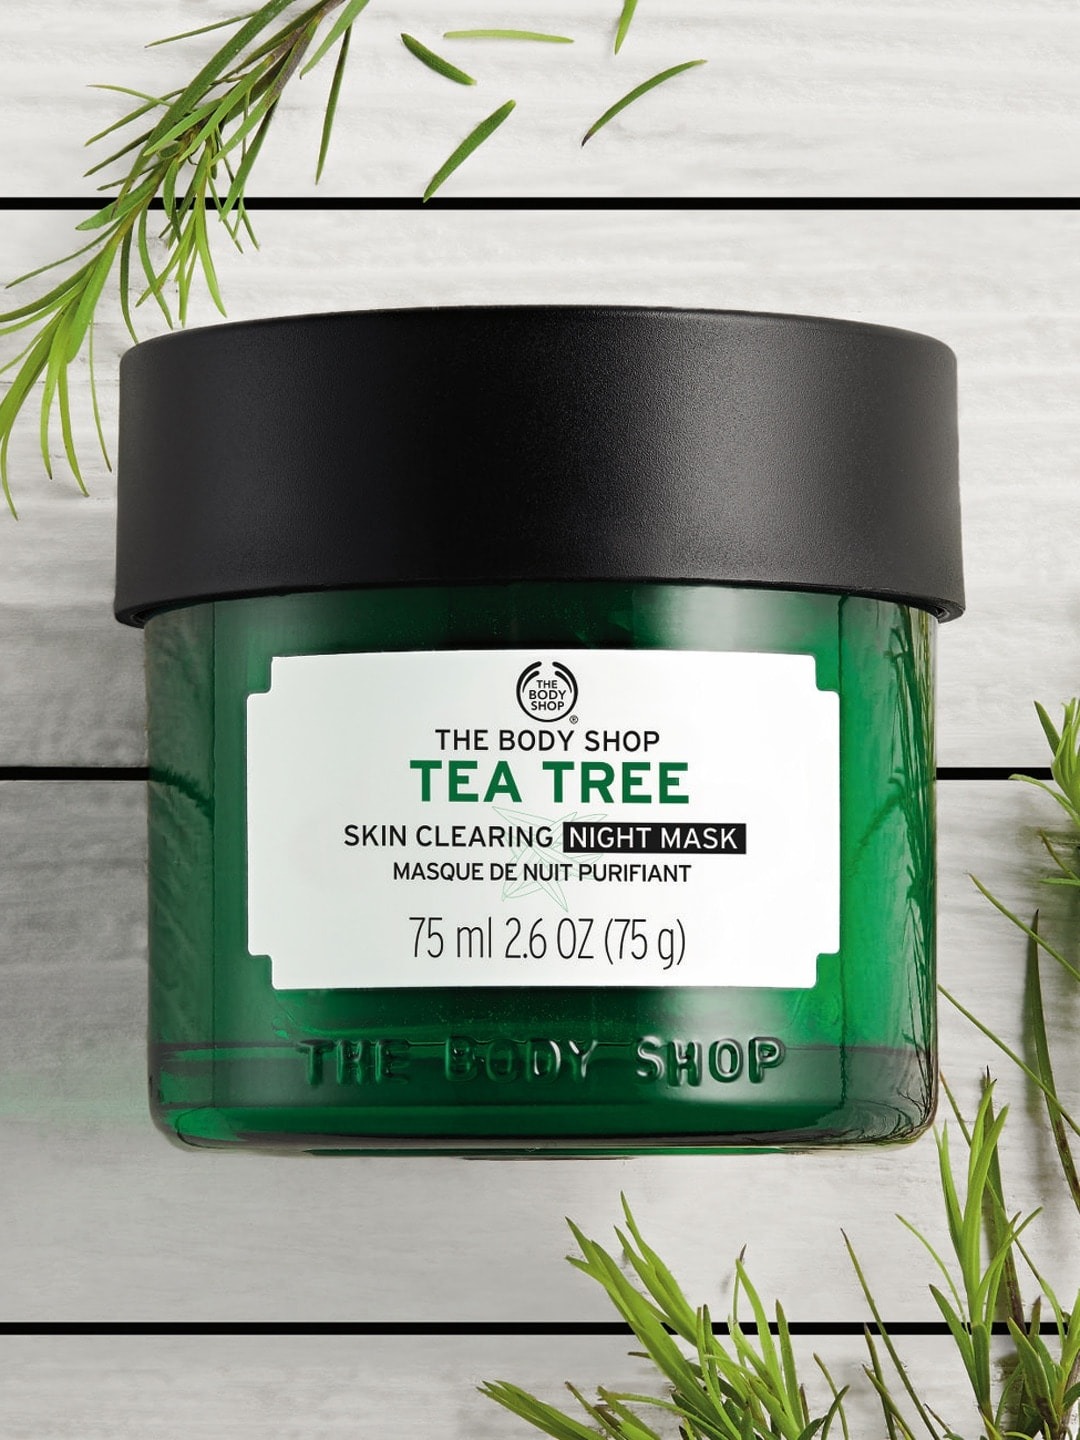 THE
BODY
SHOP
®
THE BODY SHOP
TEA TREE
SKIN CLEARING NIGHT MASK
MASQUE DE NUIT PURIFIANT
75 ml 2.6 OZ (75 g)
THE BODY SHOP